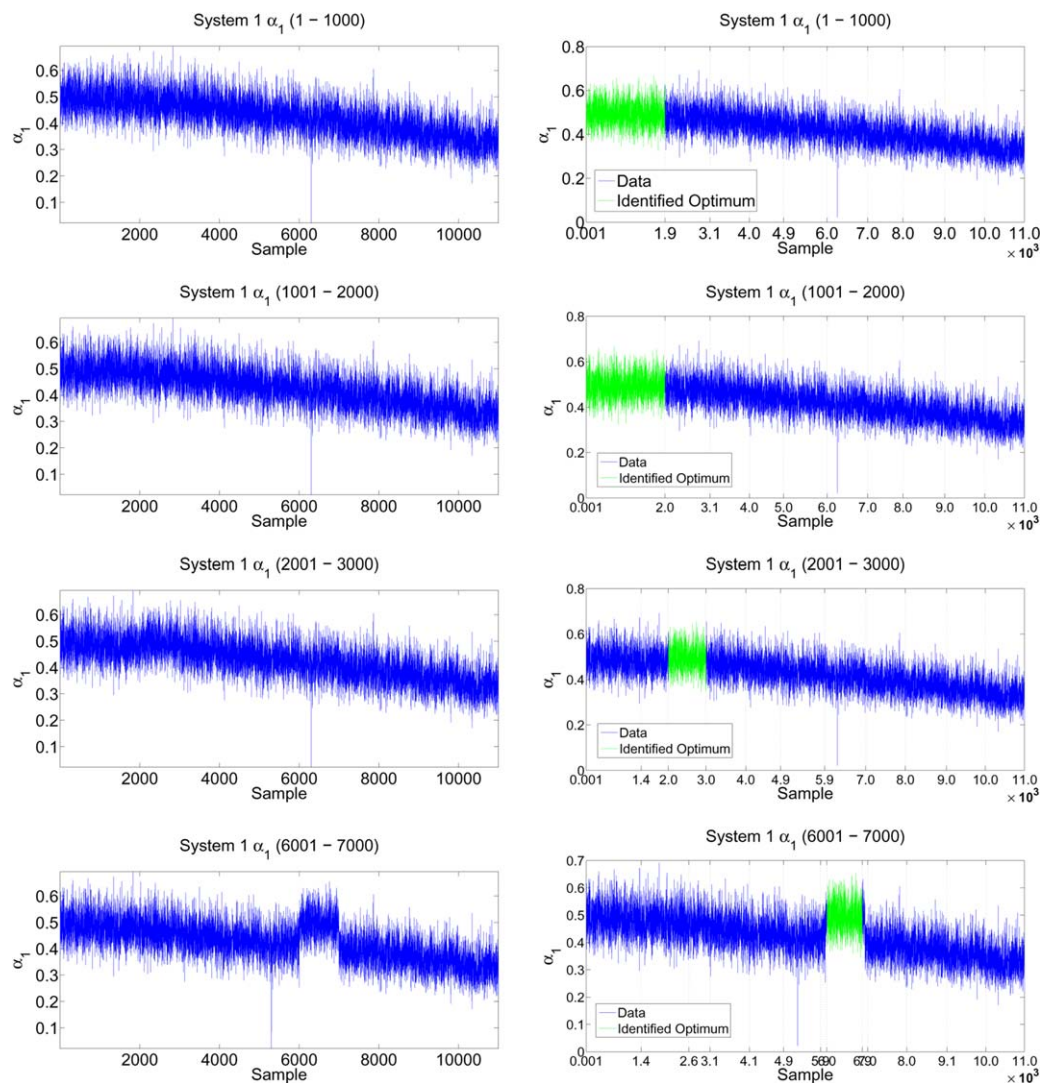 System 1 α1 (1 − 1000)
0.6
0.5
0.4
0.3
0.2
0.1
α1
2000 4000 6000 8000 10000
Sample
System 1 α1 (1 − 1000)
0.8
0.6
0.4
0.2
0
α1
Data
Identified Optimum
0.001 1.9 3.1 4.0 4.9 6.0 6.9 8.0 9.0 10.0 11.0
Sample
× 10³
System 1 α1 (1001 − 2000)
0.6
0.5
0.4
0.3
0.2
0.1
α1
2000 4000 6000 8000 10000
Sample
System 1 α1 (1001 − 2000)
0.8
0.6
0.4
0.2
0
α1
Data
Identified Optimum
0.001 2.0 3.1 4.0 4.9 6.0 6.9 8.0 9.0 10.0 11.0
Sample
× 10³
System 1 α1 (2001 − 3000)
0.6
0.5
0.4
0.3
0.2
0.1
α1
2000 4000 6000 8000 10000
Sample
System 1 α1 (2001 − 3000)
0.8
0.6
0.4
0.2
0
α1
Data
Identified Optimum
0.001 1.4 2.0 3.0 4.0 4.9 5.9 6.9 8.0 9.0 10.0 11.0
Sample
× 10³
System 1 α1 (6001 − 7000)
0.6
0.5
0.4
0.3
0.2
0.1
α1
2000 4000 6000 8000 10000
Sample
System 1 α1 (6001 − 7000)
0.7
0.6
0.5
0.4
0.3
0.2
0.1
0
α1
Data
Identified Optimum
0.001 1.4 2.6 3.1 4.1 4.9 8.0 9.1 10.0 11.0
Sample
× 10³